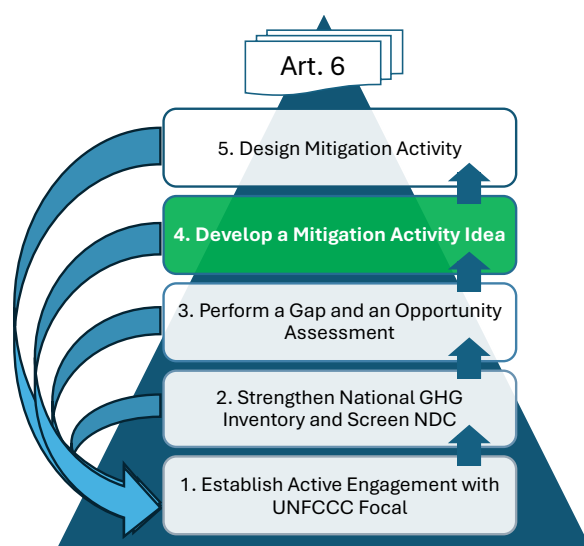 Art. 6
5. Design Mitigation Activity
4. Develop a Mitigation Activity Idea
3. Perform a Gap and an Opportunity
Assessment
2. Strengthen National GHG
Inventory and Screen NDC
1. Establish Active Engagement with
UNFCCC Focal